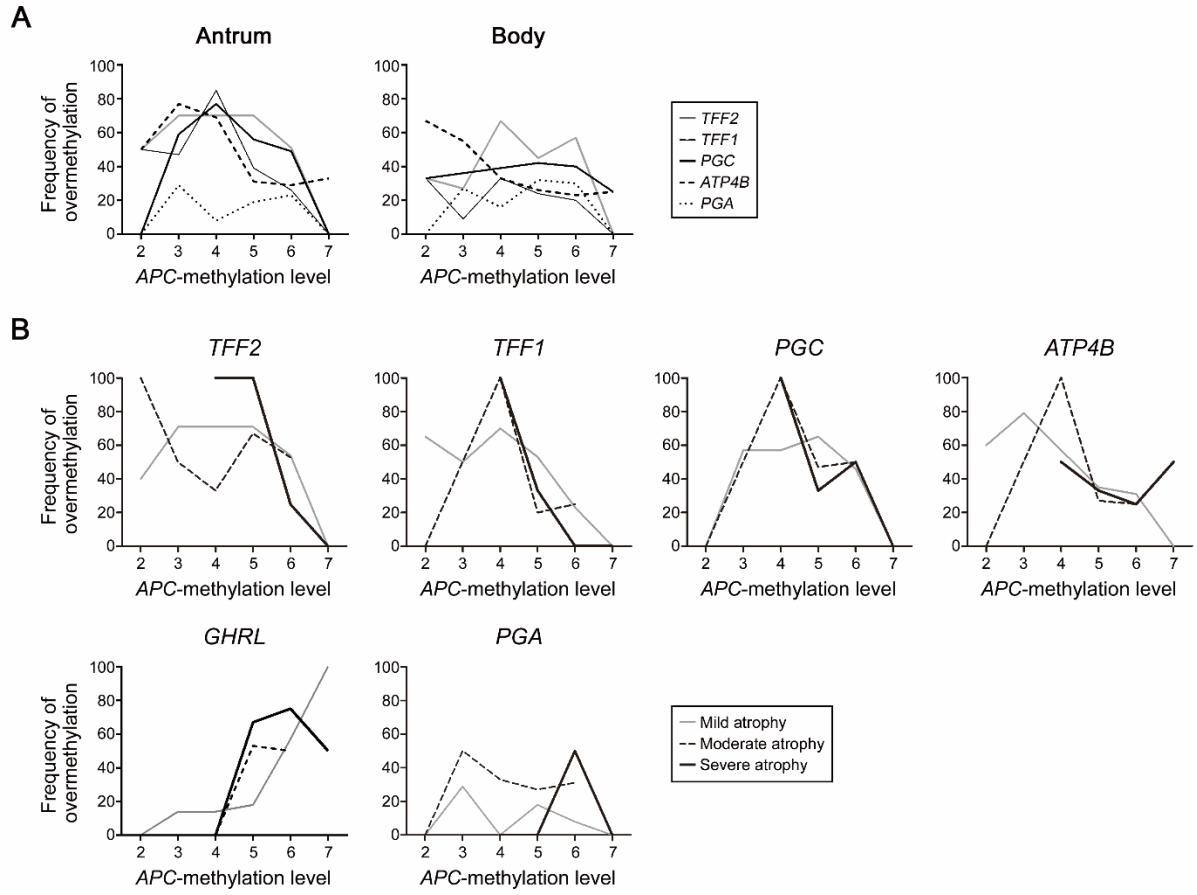 A
Antrum
Body
Frequency of
overmethylation
100
80
60
40
20
0
2 3 4 5 6 7
APC-methylation level
100
80
60
40
20
0
2 3 4 5 6 7
APC-methylation level
TFF2
TFF1
PGC
ATP4B
PGA
B
TFF2
TFF1
PGC
ATP4B
Frequency of
overmethylation
100
80
60
40
20
0
2 3 4 5 6 7
APC-methylation level
100
80
60
40
20
0
2 3 4 5 6 7
APC-methylation level
100
80
60
40
20
0
2 3 4 5 6 7
APC-methylation level
100
80
60
40
20
0
2 3 4 5 6 7
APC-methylation level
GHRL
PGA
Frequency of
overmethylation
100
80
60
40
20
0
2 3 4 5 6 7
APC-methylation level
100
80
60
40
20
0
2 3 4 5 6 7
APC-methylation level
Mild atrophy
Moderate atrophy
Severe atrophy